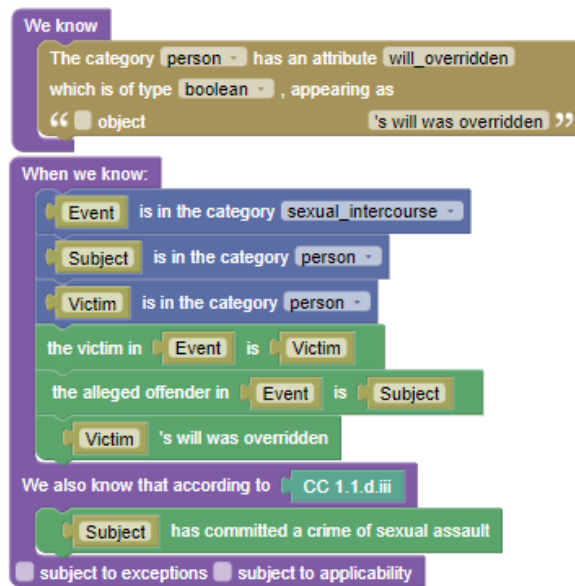 We know
The category person has an attribute will_overridden
which is of type boolean , appearing as
“ object 's will was overridden ”
When we know:
Event is in the category sexual_intercourse
Subject is in the category person
Victim is in the category person
the victim in Event is Victim
the alleged offender in Event is Subject
Victim 's will was overridden
We also know that according to CC 1.1.d.iii
Subject has committed a crime of sexual assault
subject to exceptions subject to applicability